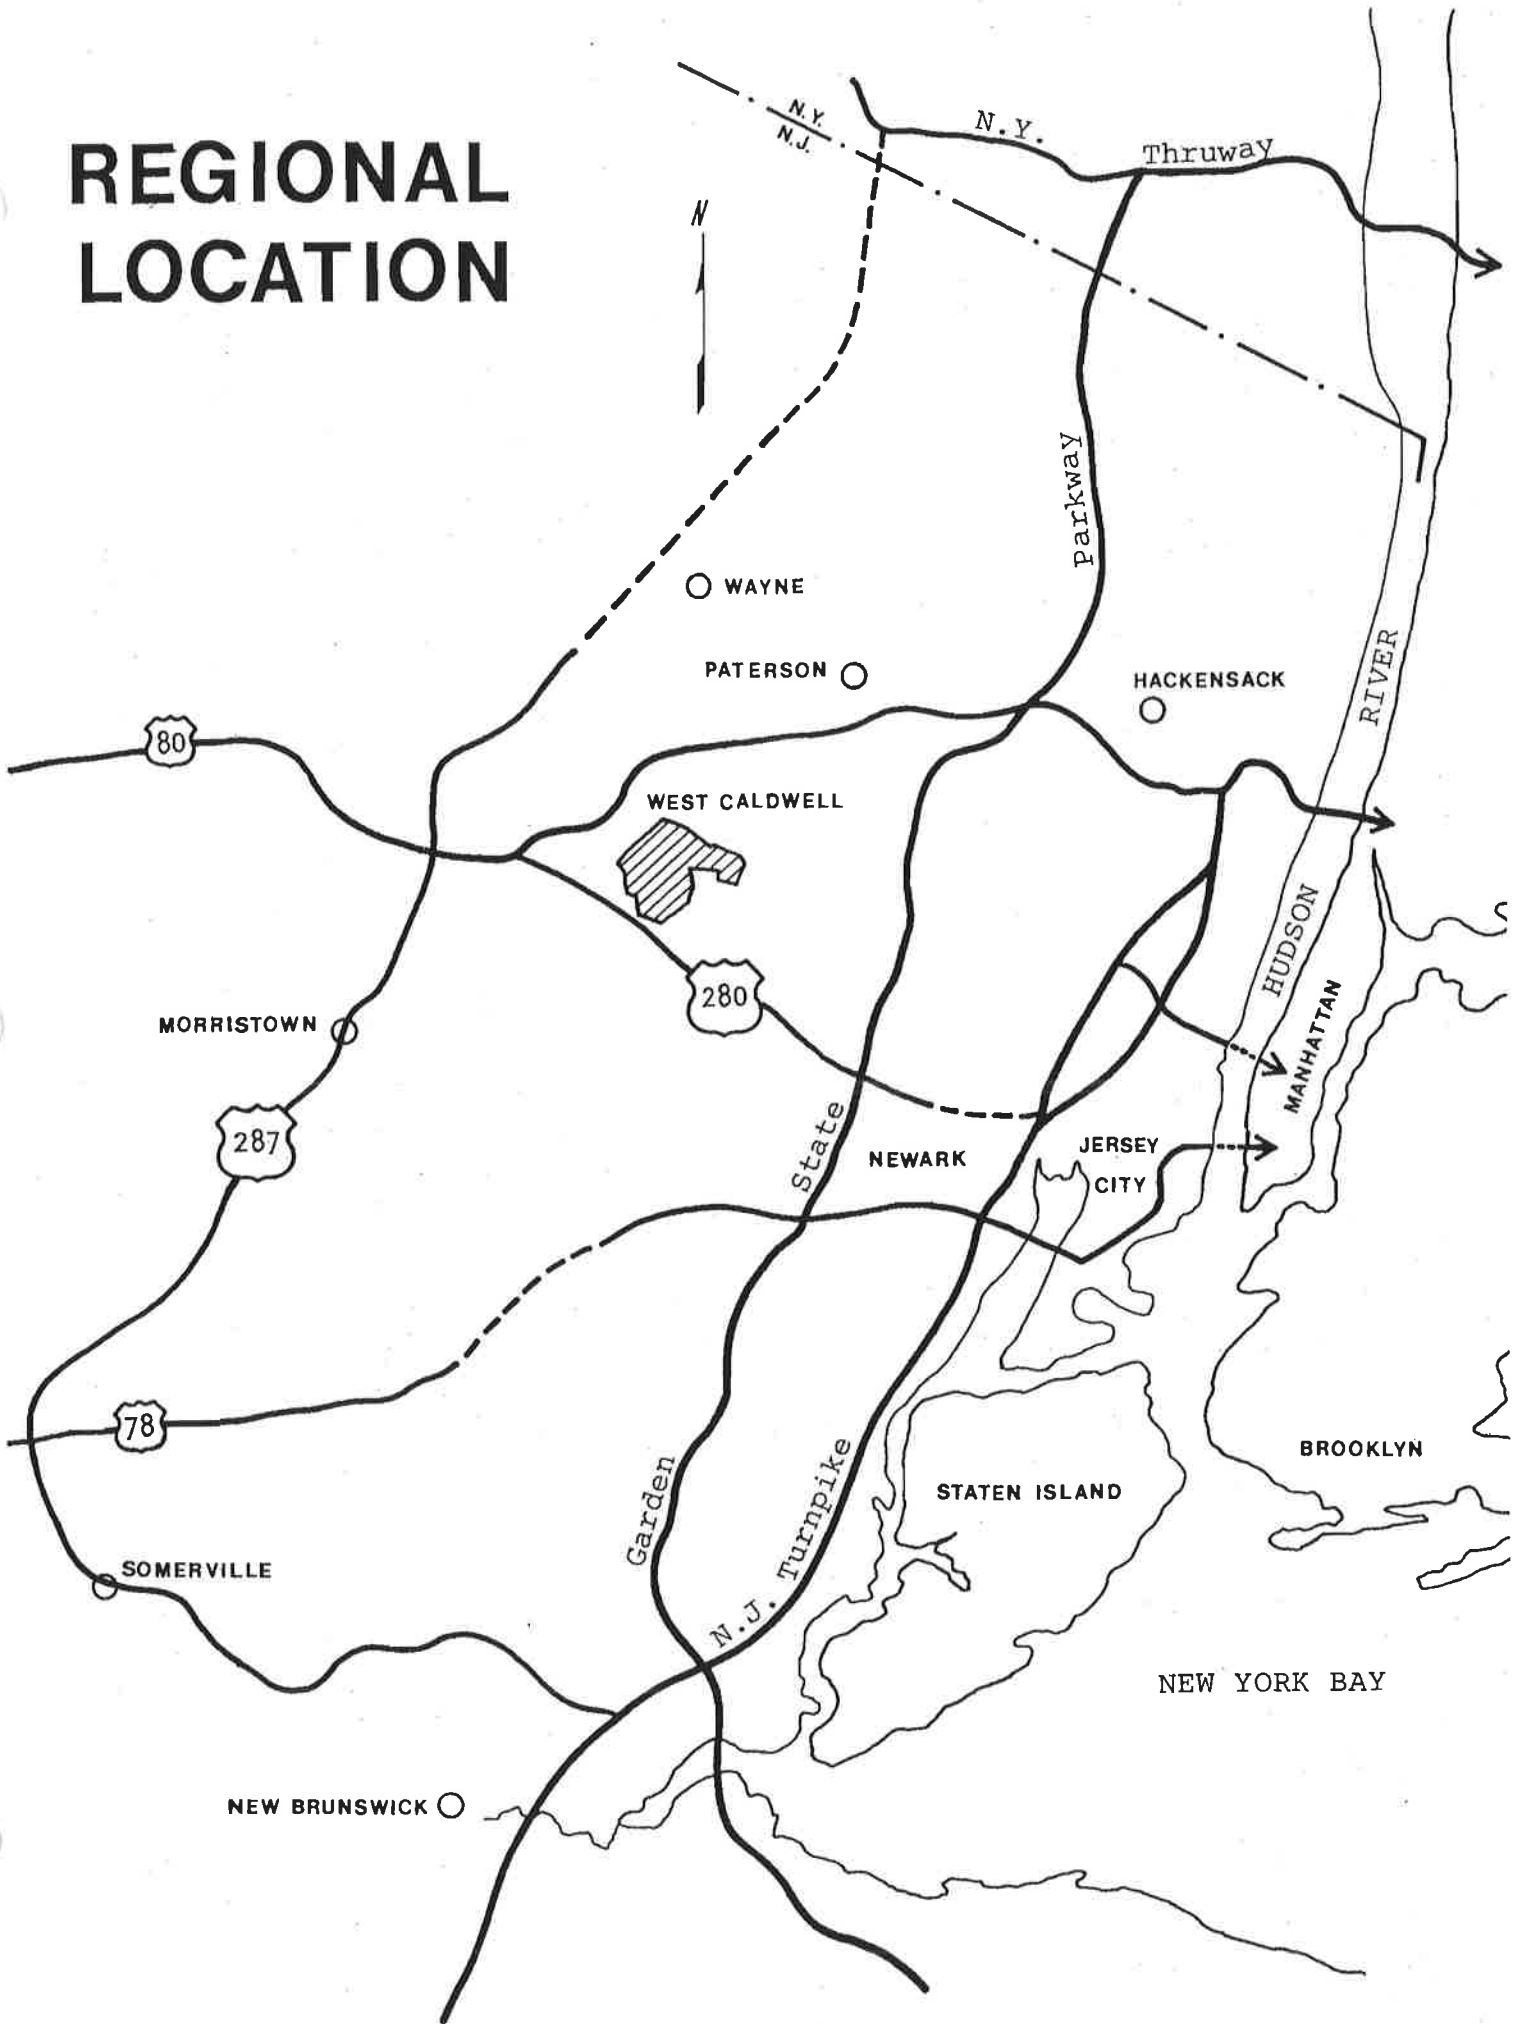 REGIONAL
LOCATION
N.Y.
N.J.
N.Y. Thruway
N
Parkway
WAYNE
PATERSON
HACKENSACK
RIVER
80
WEST CALDWELL
HUDSON
280
MANHATTAN
MORRISTOWN
287
State
NEWARK
JERSEY
CITY
78
BROOKLYN
Garden
N.J. Turnpike
STATEN ISLAND
SOMERVILLE
NEW YORK BAY
NEW BRUNSWICK